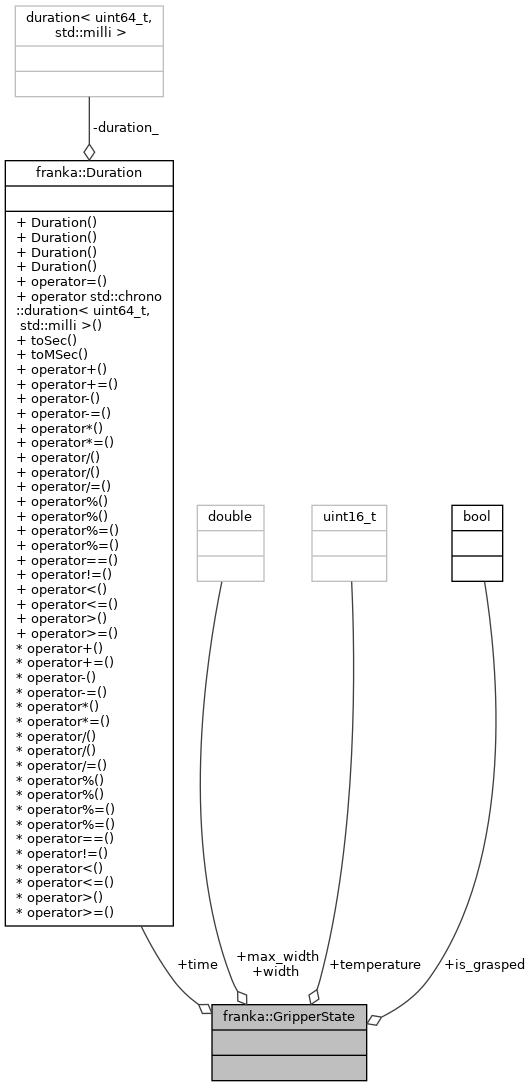 duration< uint64_t,
std::milli >
-duration_
franka::Duration
+ Duration()
+ Duration()
+ Duration()
+ Duration()
+ operator=()
+ operator std::chrono
::duration< uint64_t,
std::milli >()
+ toSec()
+ toMSec()
+ operator+()
+ operator+=()
+ operator-()
+ operator-=()
+ operator*()
+ operator*=()
+ operator/()
+ operator/()
+ operator/=()
+ operator%()
+ operator%()
+ operator%=()
+ operator%=()
+ operator==()
+ operator!=()
+ operator<()
+ operator<=()
+ operator>()
+ operator>=()
* operator+()
* operator+=()
* operator-()
* operator-=()
* operator*()
* operator*=()
* operator/()
* operator/()
* operator/=()
* operator%()
* operator%()
* operator%=()
* operator%=()
* operator==()
* operator!=()
* operator<()
* operator<=()
* operator>()
* operator>=()
double
uint16_t
bool
+time
+max_width
+width
+temperature
+is_grasped
franka::GripperState